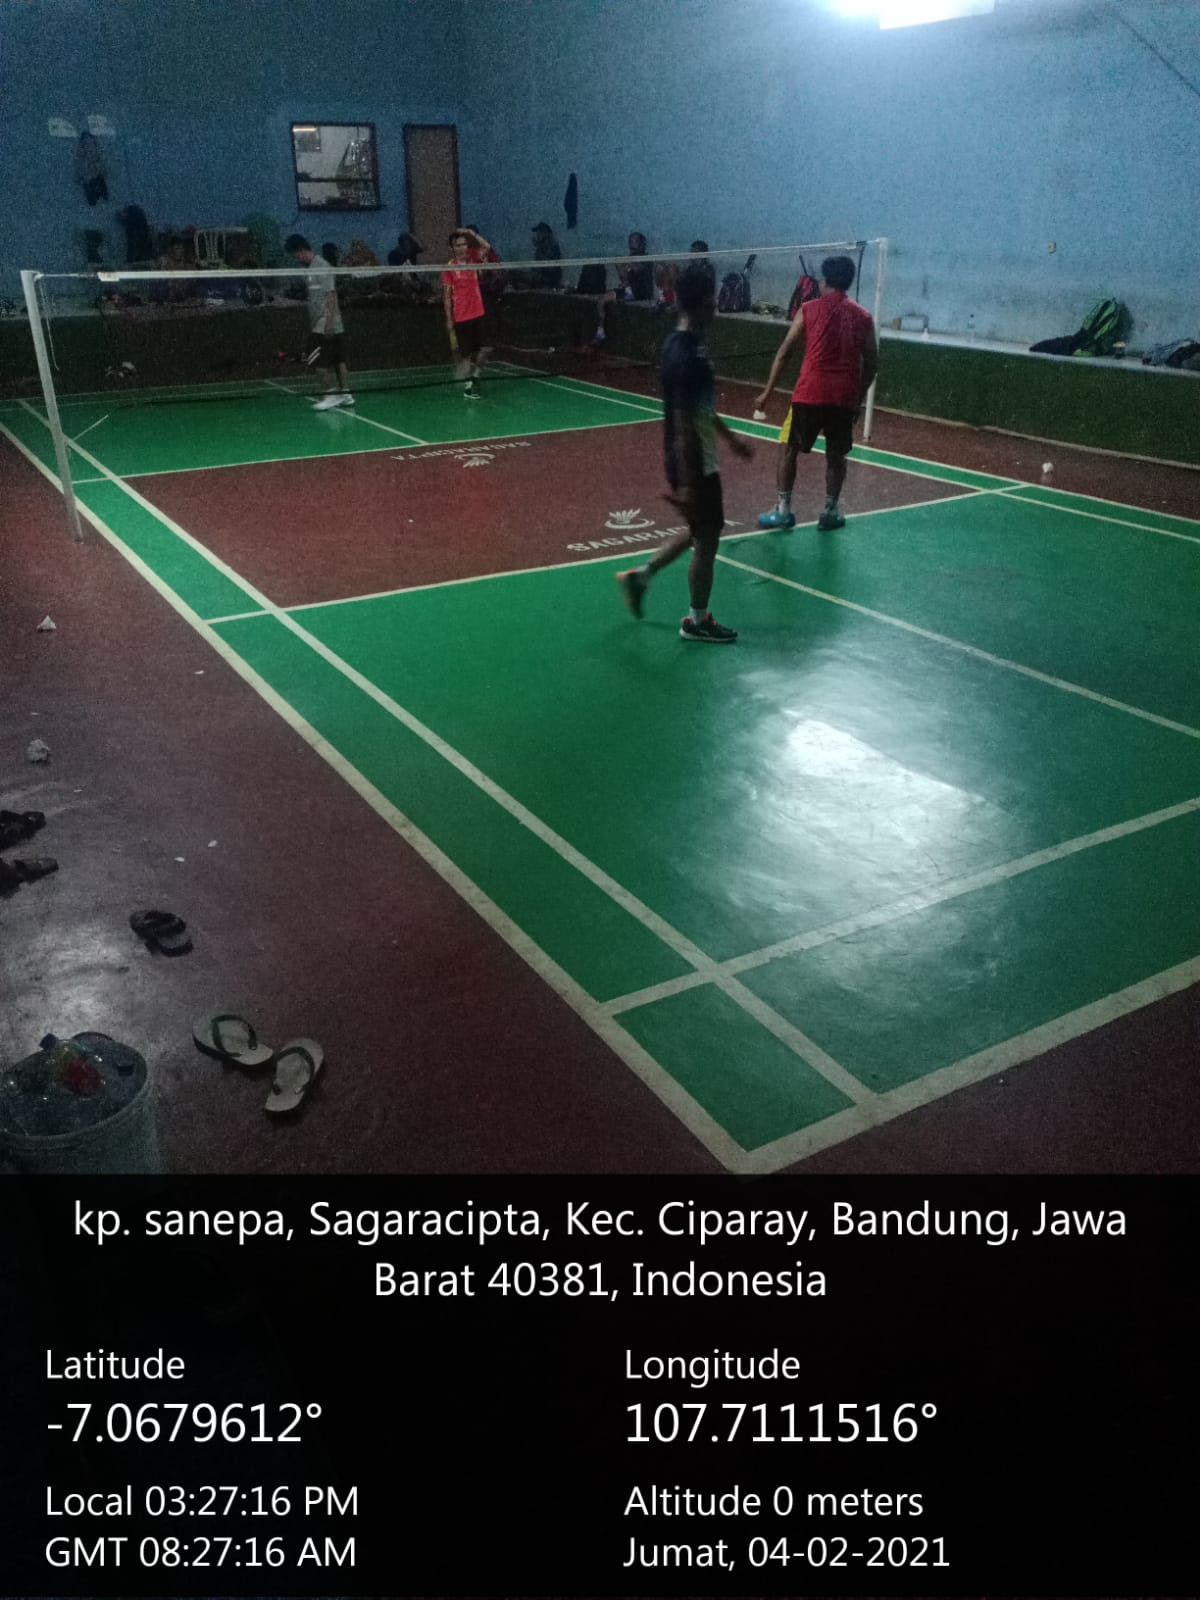 SAGARACIPTA
kp. sanepa, Sagaracipta, Kec. Ciparay, Bandung, Jawa
Barat 40381, Indonesia
Latitude
-7.0679612°
Longitude
107.7111516°
Local 03:27:16 PM
GMT 08:27:16 AM
Altitude 0 meters
Jumat, 04-02-2021